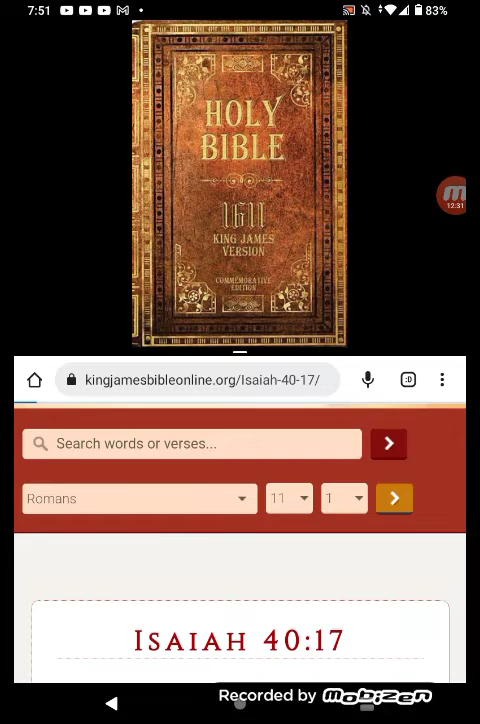 7:51
83%
HOLY
BIBLE
1611
KING JAMES
VERSION
COMMEMORATIVE
EDITION
12:31
kingjamesbibleonline.org/Isaiah-40-17/
:D
Search words or verses...
Romans
11
1
ISAIAH 40:17
Recorded by Mobizen